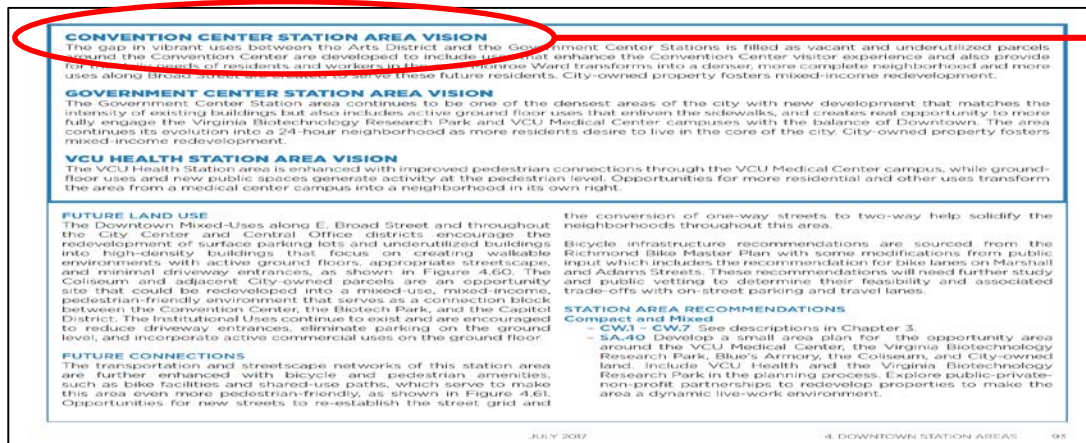 CONVENTION CENTER STATION AREA VISION
The gap in vibrant uses between the Arts District and the Government Center Stations is filled as vacant and underutilized parcels
around the Convention Center are developed to include uses that enhance the Convention Center visitor experience and also provide
for the daily needs of residents and workers in the area. Monroe Ward transforms into a denser, more complete neighborhood and more
uses along Broad Street are created to serve these future residents. City-owned property fosters mixed-income redevelopment.
GOVERNMENT CENTER STATION AREA VISION
The Government Center Station area continues to be one of the densest areas of the city with new development that matches the
intensity of existing buildings but also includes active ground floor uses that enliven the sidewalks, and creates real opportunity to more
fully engage the Virginia Biotechnology Research Park and VCU Medical Center campuses with the balance of Downtown. The area
continues its evolution into a 24-hour neighborhood as more residents desire to live in the core of the city. City-owned property fosters
mixed-income redevelopment.
VCU HEALTH STATION AREA VISION
The VCU Health Station area is enhanced with improved pedestrian connections through the VCU Medical Center campus, while ground-
floor uses and new public spaces generate activity at the pedestrian level. Opportunities for more residential and other uses transform
the area from a medical center campus into a neighborhood in its own right.
FUTURE LAND USE
The Downtown Mixed-Uses along E. Broad Street and throughout
the City Center and Central Office districts encourage the
redevelopment of surface parking lots and underutilized buildings
into high-density buildings that focus on creating walkable
environments with active ground floors, appropriate streetscape,
and minimal driveway entrances, as shown in Figure 4.60. The
Coliseum and adjacent City-owned parcels are an opportunity
site that could be redeveloped into a mixed-use, mixed-income,
pedestrian-friendly environment that serves as a connection block
between the Convention Center, the Biotech Park, and the Capitol
District. The Institutional Uses continue to exist and are encouraged
to reduce driveway entrances, eliminate parking on the ground
level, and incorporate active commercial uses on the ground floor.
FUTURE CONNECTIONS
The transportation and streetscape networks of this station area
are further enhanced with bicycle and pedestrian amenities,
such as bike facilities and shared-use paths, which serve to make
this area even more pedestrian-friendly, as shown in Figure 4.61.
Opportunities for new streets to re-establish the street grid and
the conversion of one-way streets to two-way help solidify the
neighborhoods throughout this area.
Bicycle infrastructure recommendations are sourced from the
Richmond Bike Master Plan with some modifications from public
input which includes the recommendation for bike lanes on Marshall
and Adams Streets. These recommendations will need further study
and public vetting to determine their feasibility and associated
trade-offs with on-street parking and travel lanes.
STATION AREA RECOMMENDATIONS
Compact and Mixed
– CW.1 – CW.7 See descriptions in Chapter 3.
– SA.40 Develop a small area plan for the opportunity area
around the VCU Medical Center, the Virginia Biotechnology
Research Park, Blue's Armory, the Coliseum, and City-owned
land. Include VCU Health and the Virginia Biotechnology
Research Park in the planning process. Explore public-private-
non-profit partnerships to redevelop properties to make the
area a dynamic live-work environment.
JULY 2017
4. DOWNTOWN STATION AREAS 93